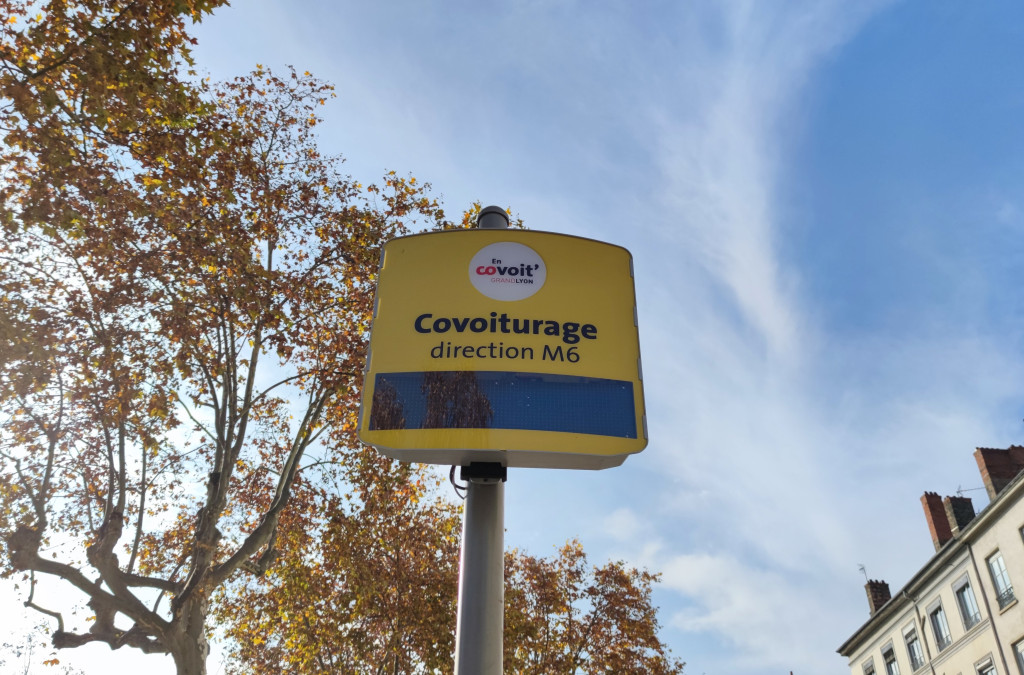 En
covoit'
GRANDLYON
Covoiturage
direction M6